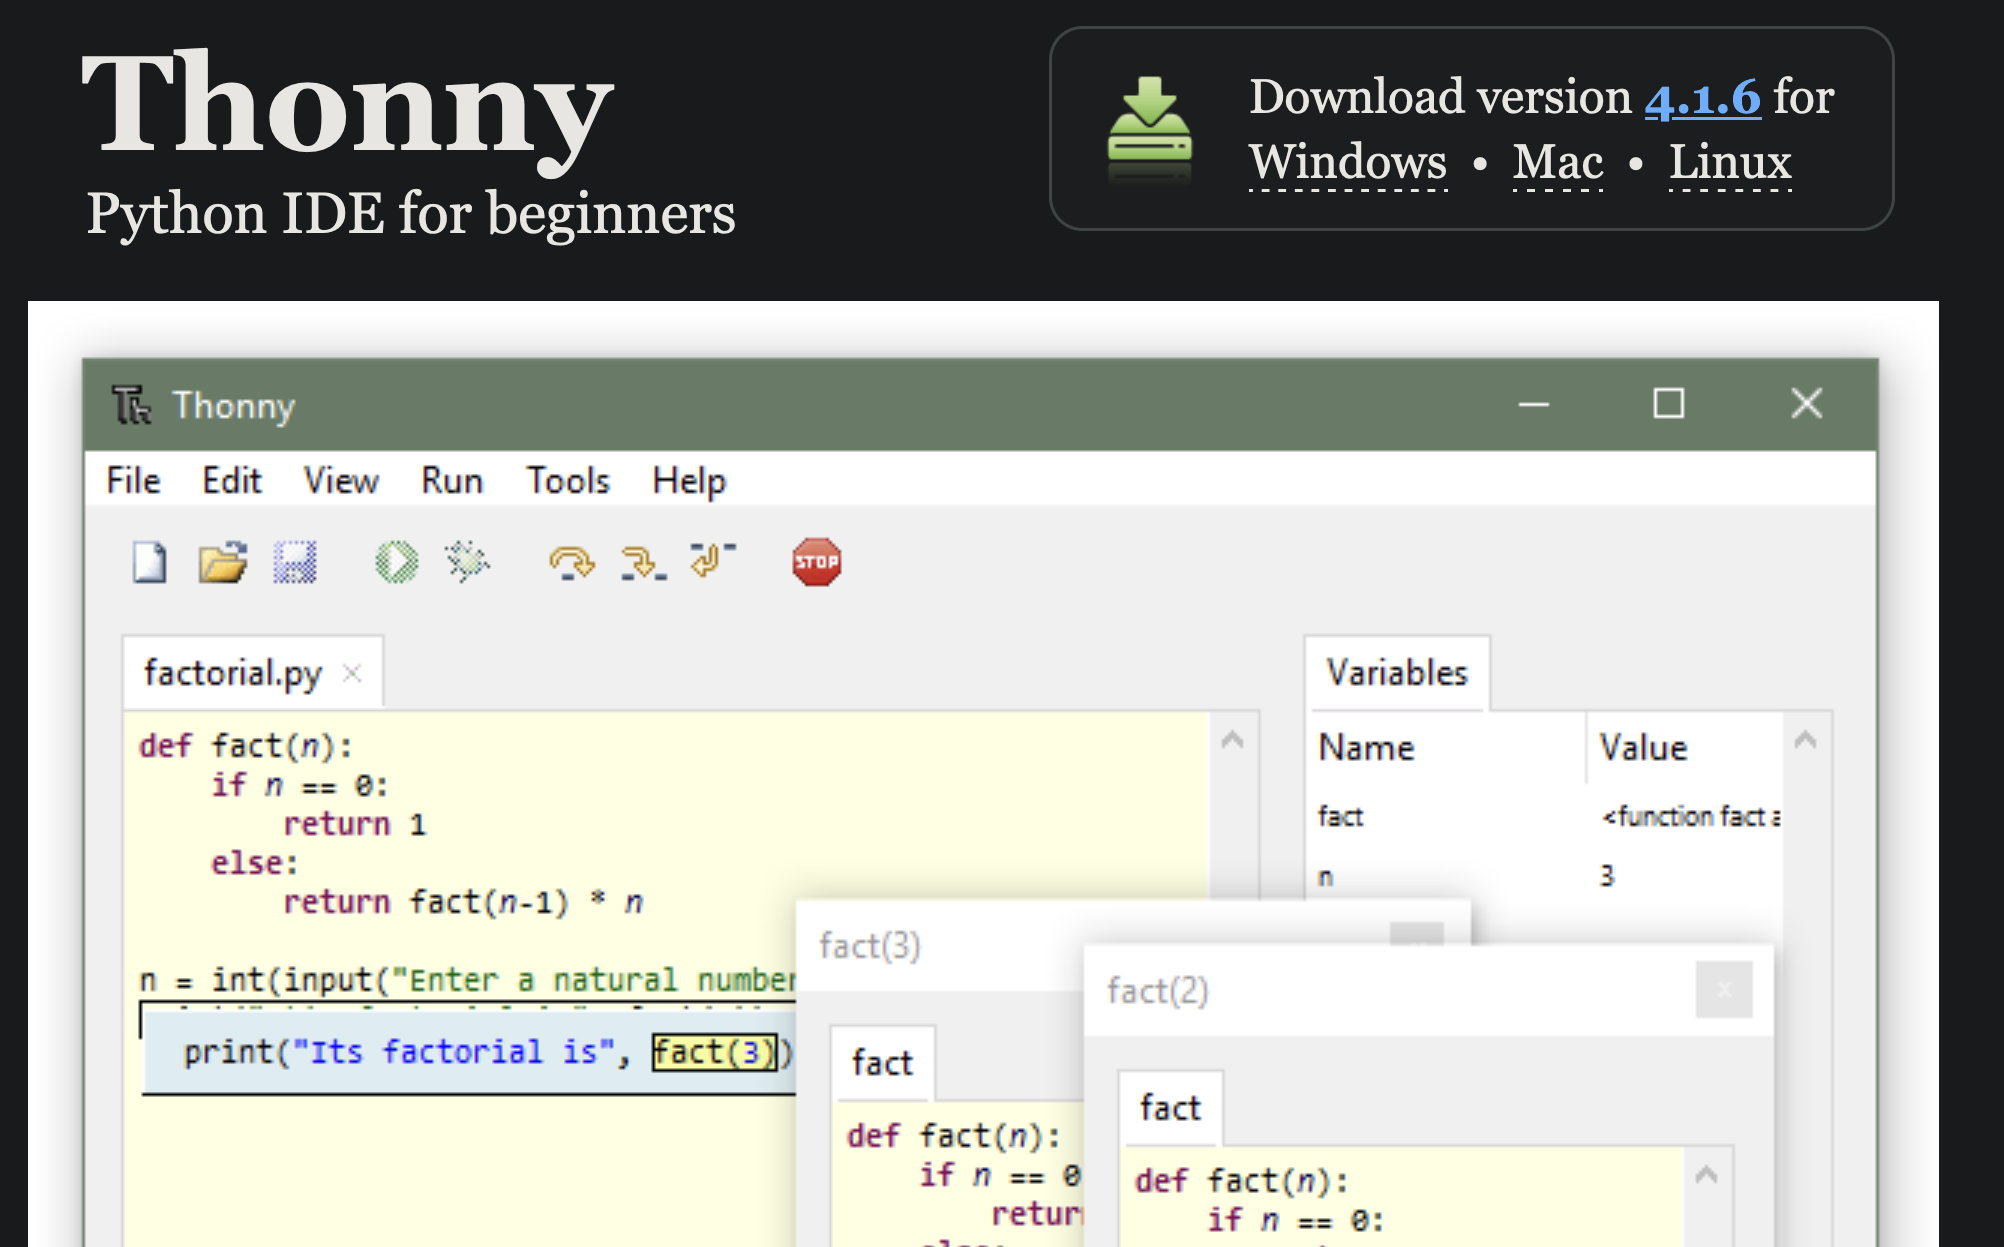 Thonny
Python IDE for beginners
Download version 4.1.6 for
Windows • Mac • Linux
Thonny
File Edit View Run Tools Help
STOP
factorial.py
def fact(n):
    if n == 0:
        return 1
    else:
        return fact(n-1) * n
n = int(input("Enter a natural number
print("Its factorial is", fact(3))
Variables
Name Value
fact <function fact
n 3
fact(3)
fact
def fact(n):
    if n == 0
        return
    else:
fact(2)
fact
def fact(n):
    if n == 0: